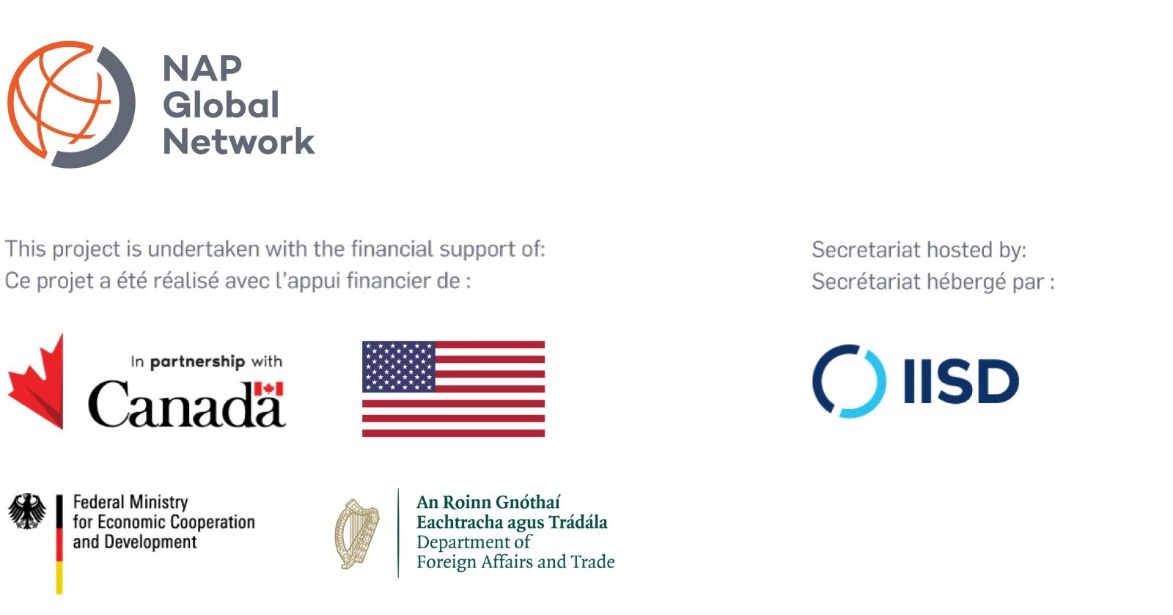 NAP
Global
Network
This project is undertaken with the financial support of:
Ce projet a été réalisé avec l'appui financier de :
Secretariat hosted by:
Secrétariat hébergé par :
In partnership with
Canada
IISD
Federal Ministry
for Economic Cooperation
and Development
An Roinn Gnóthaí
Eachtracha agus Trádála
Department of
Foreign Affairs and Trade